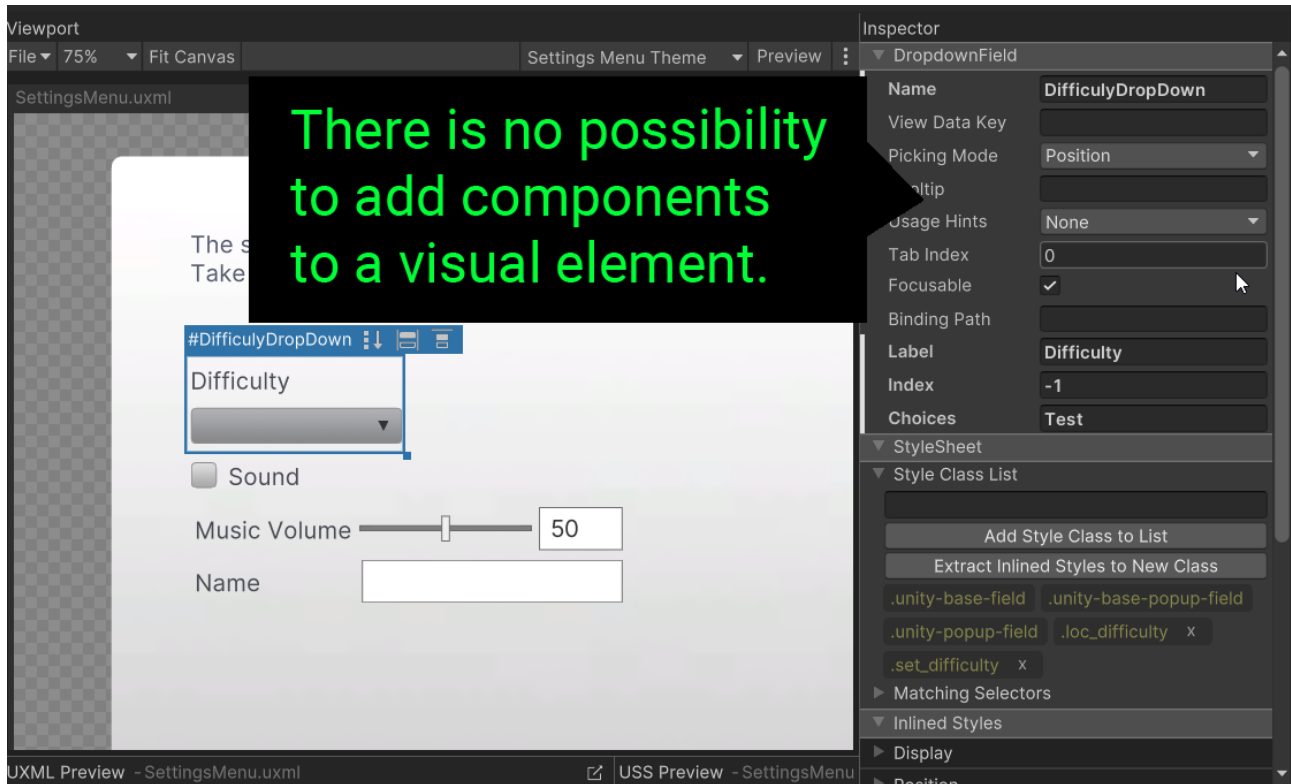 Viewport
File 75% Fit Canvas Settings Menu Theme Preview
SettingsMenu.uxml
There is no possibility
to add components
to a visual element.
The s
Take
#DifficulyDropDown
Difficulty
Sound
Music Volume 50
Name
UXML Preview - SettingsMenu.uxml USS Preview - SettingsMenu
Inspector
DropdownField
Name DifficulyDropDown
View Data Key
Picking Mode Position
oltip
Usage Hints None
Tab Index 0
Focusable
Binding Path
Label Difficulty
Index -1
Choices Test
StyleSheet
Style Class List
Add Style Class to List
Extract Inlined Styles to New Class
.unity-base-field .unity-base-popup-field
.unity-popup-field .loc_difficulty x
.set_difficulty x
Matching Selectors
Inlined Styles
Display
Position